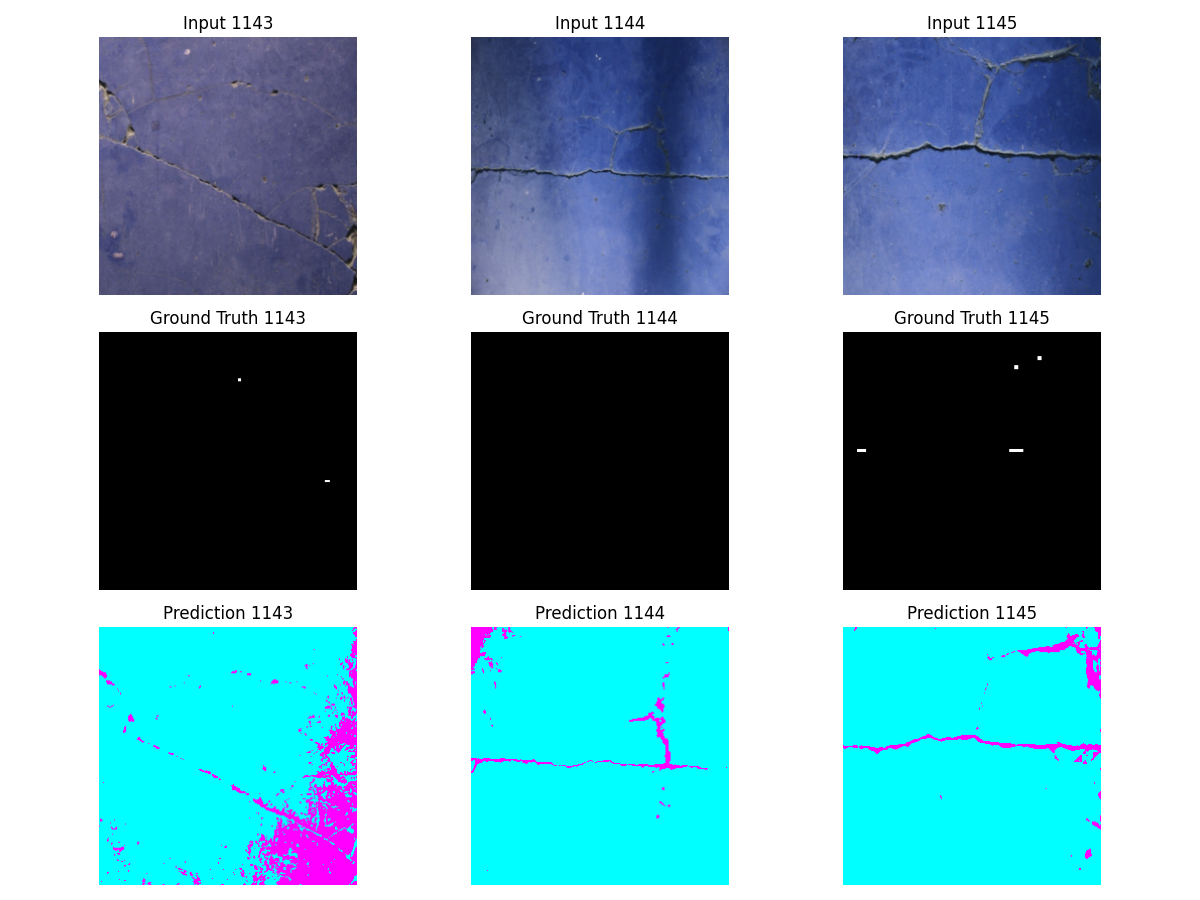 Input 1143
Input 1144
Input 1145
Ground Truth 1143
Ground Truth 1144
Ground Truth 1145
Prediction 1143
Prediction 1144
Prediction 1145